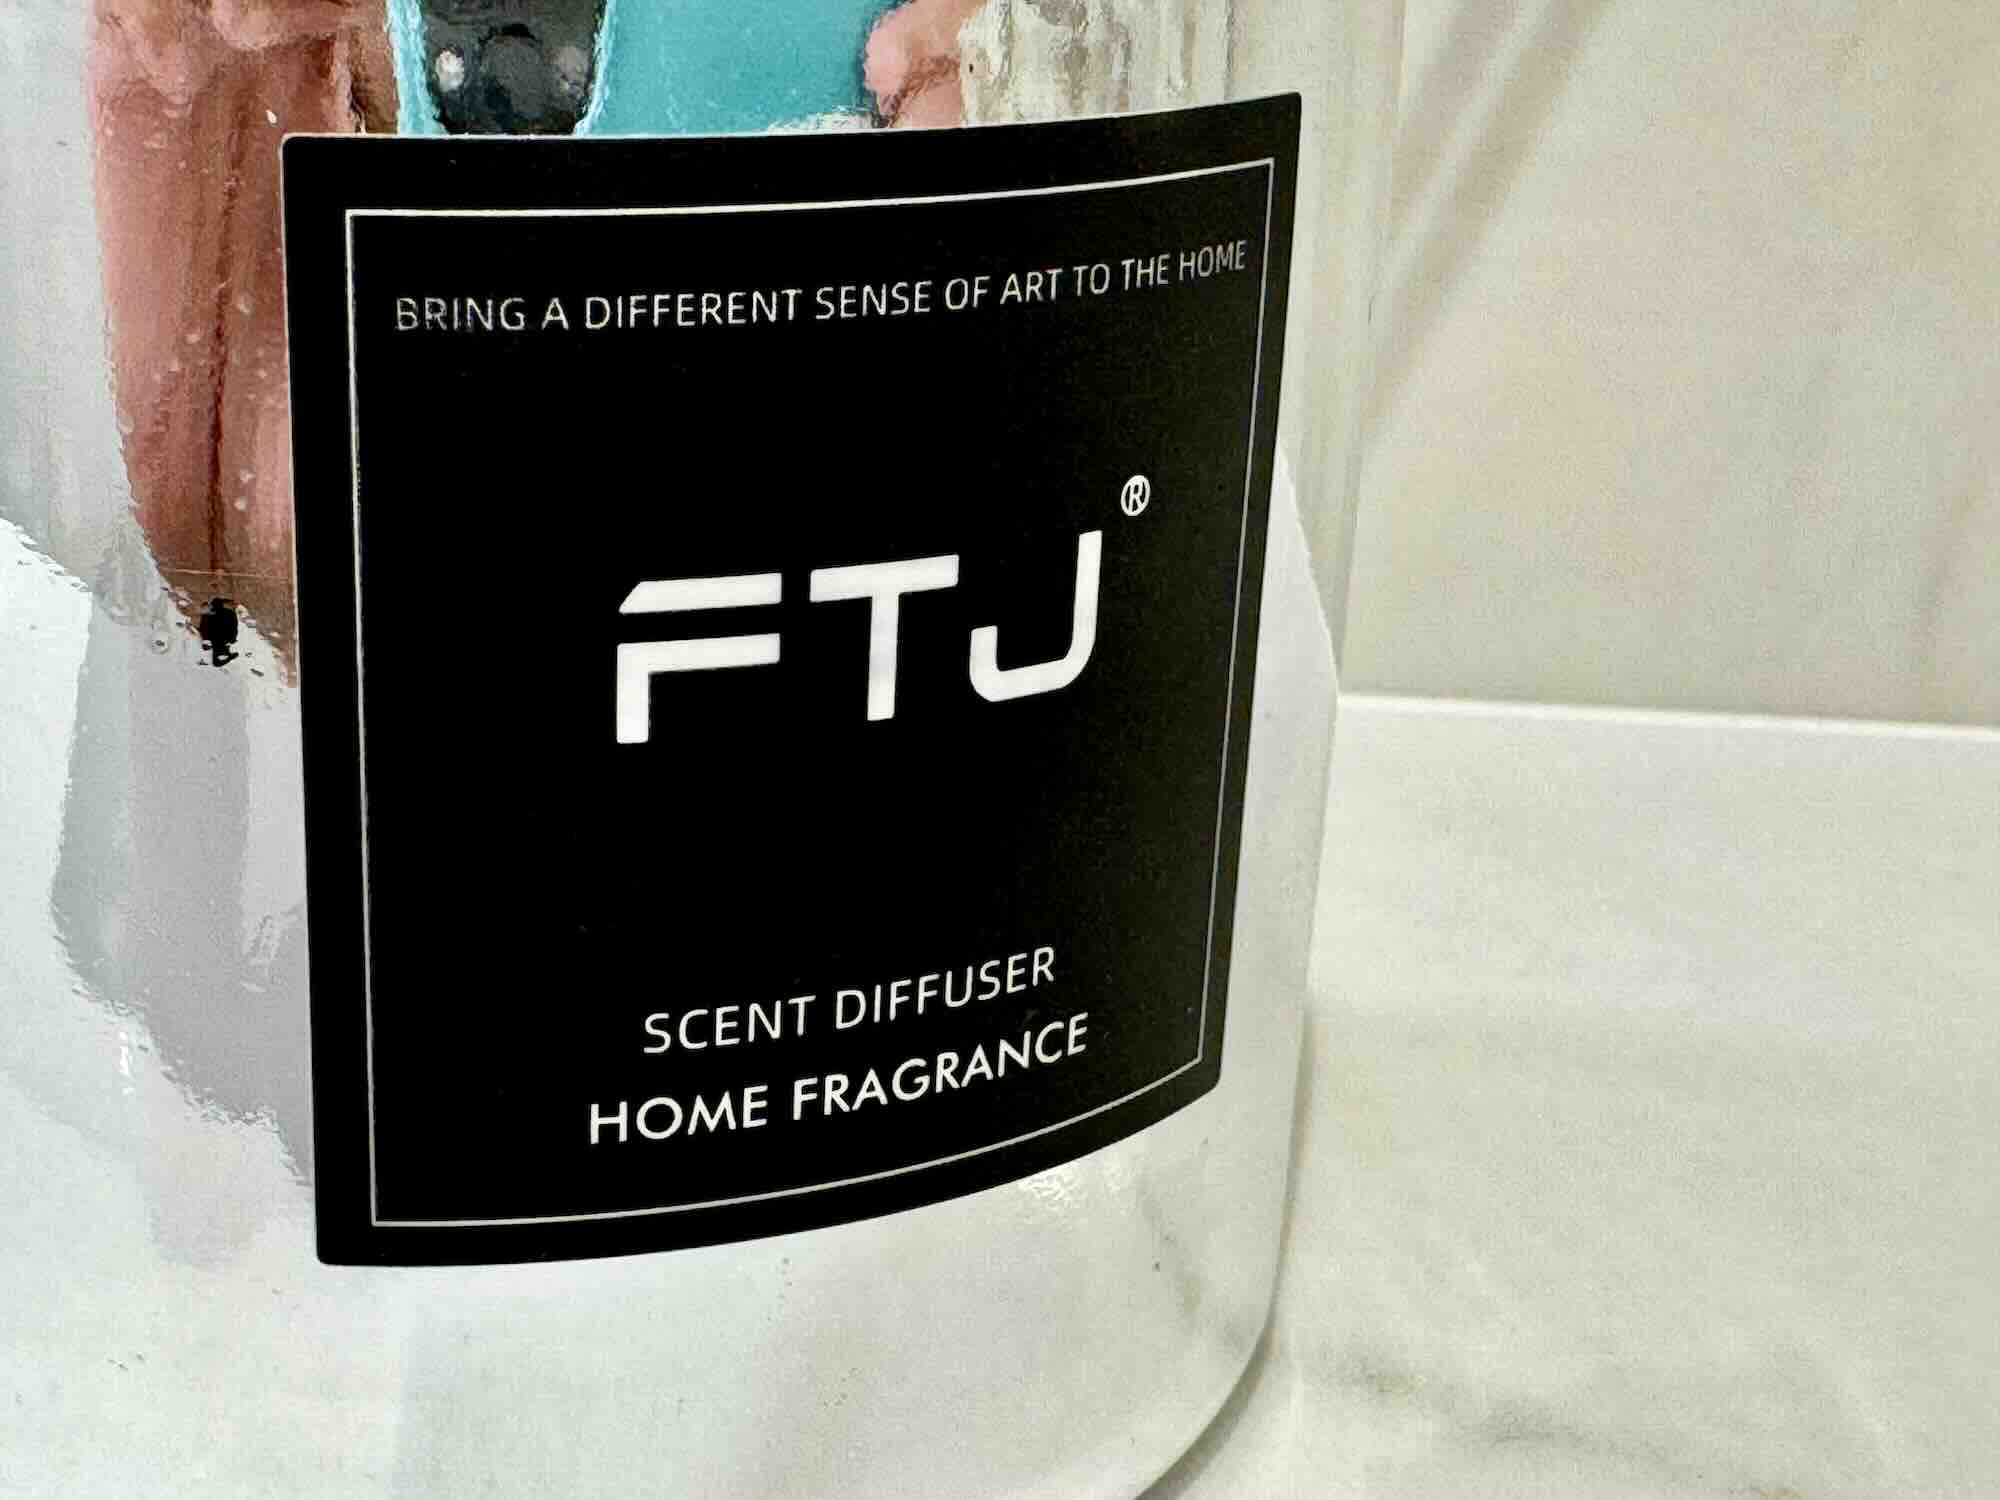 BRING A DIFFERENT SENSE OF ART TO THE HOME
FTJ®
SCENT DIFFUSER
HOME FRAGRANCE